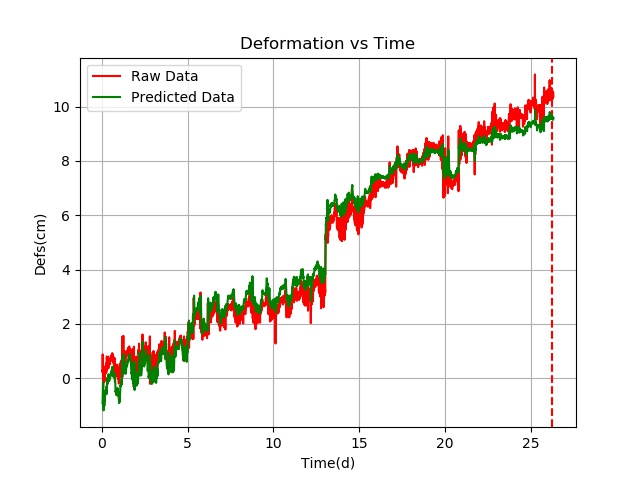 Deformation vs Time
Raw Data
Predicted Data
10
8
6
4
2
0
Defs(cm)
0 5 10 15 20 25
Time(d)